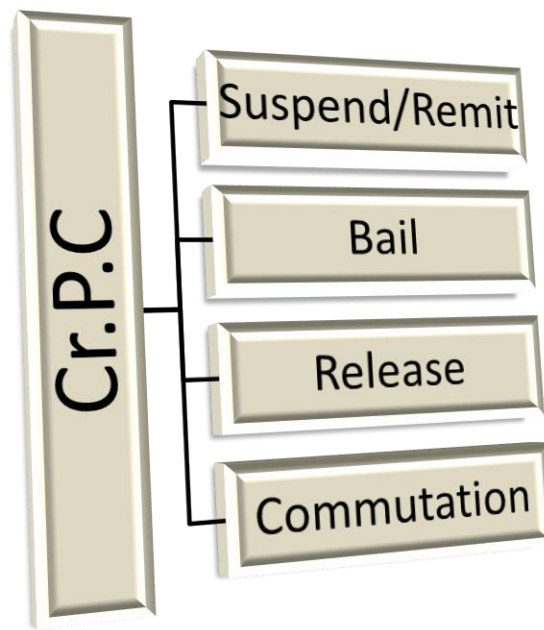 Cr.P.C
Suspend/Remit
Bail
Release
Commutation